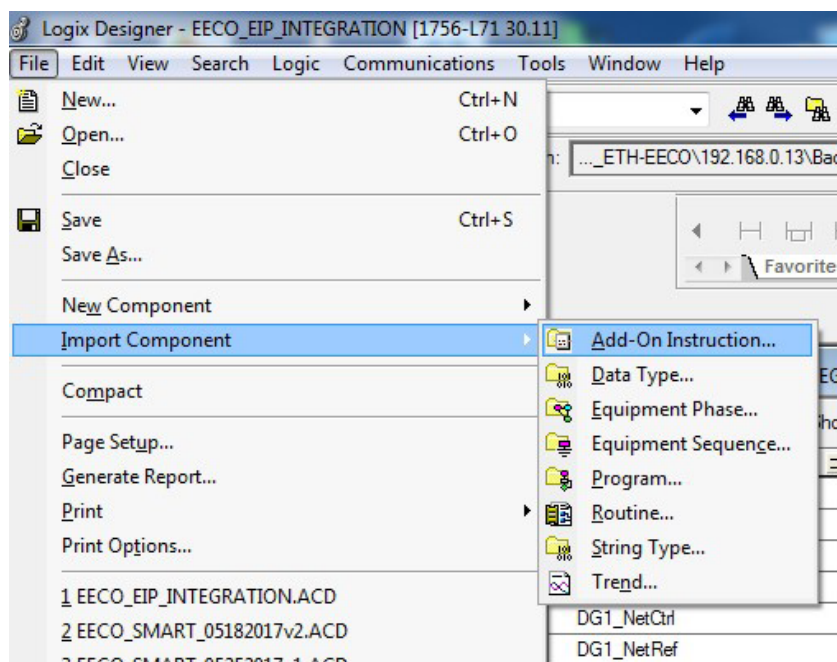 Logix Designer - EECO_EIP_INTEGRATION [1756-L71 30.11]
File Edit View Search Logic Communications Tools Window Help
New... Ctrl+N
Open... Ctrl+O
Close
..._ETH-EECO\192.168.0.13\Bac
Save Ctrl+S
Save As...
Favorite
New Component
Import Component
Add-On Instruction...
Data Type...
Equipment Phase...
Equipment Sequence...
Program...
Routine...
String Type...
Trend...
Compact
Page Setup...
Generate Report...
Print
Print Options...
1 EECO_EIP_INTEGRATION.ACD
2 EECO_SMART_05182017v2.ACD
DG1_NetCtrl
DG1_NetRef